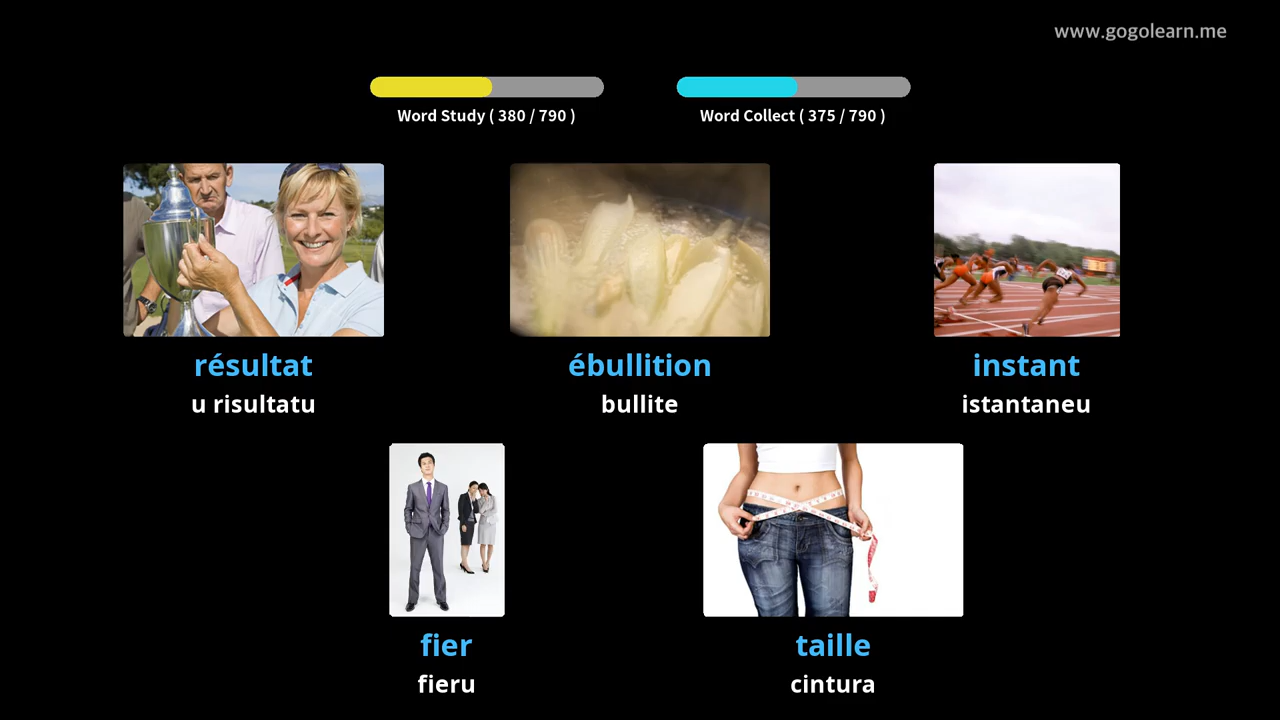 www.gogolearn.me
Word Study ( 380 / 790 )
Word Collect ( 375 / 790 )
résultat
u risultatu
ébullition
bullite
instant
istantaneu
fier
fieru
taille
cintura